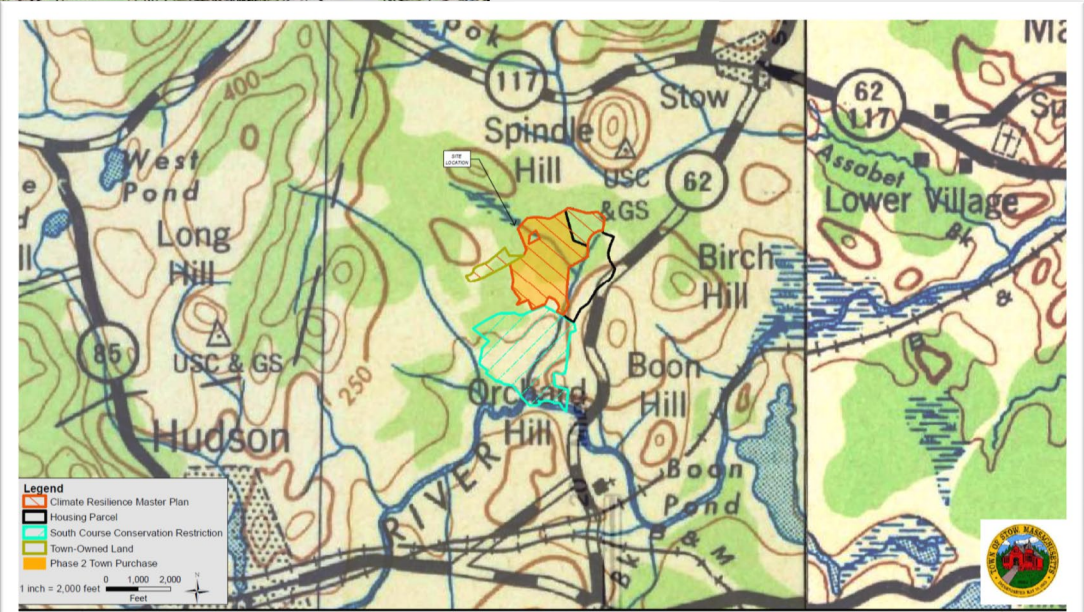 117
62
117
400
Stow
Spindle
Hill
SITE
LOCATION
USC
&GS
62
West
Pond
Assabet
Lower Village
Bk
Long
Hill
Birch
Hill
85
USC & GS
250
Boon
Hill
Orchard
Hill
Hudson
RIVER
Boon
Pond
B & M
Bk
Legend
Climate Resilience Master Plan
Housing Parcel
South Course Conservation Restriction
Town-Owned Land
Phase 2 Town Purchase
1 inch = 2,000 feet
0 1,000 2,000
Feet
N